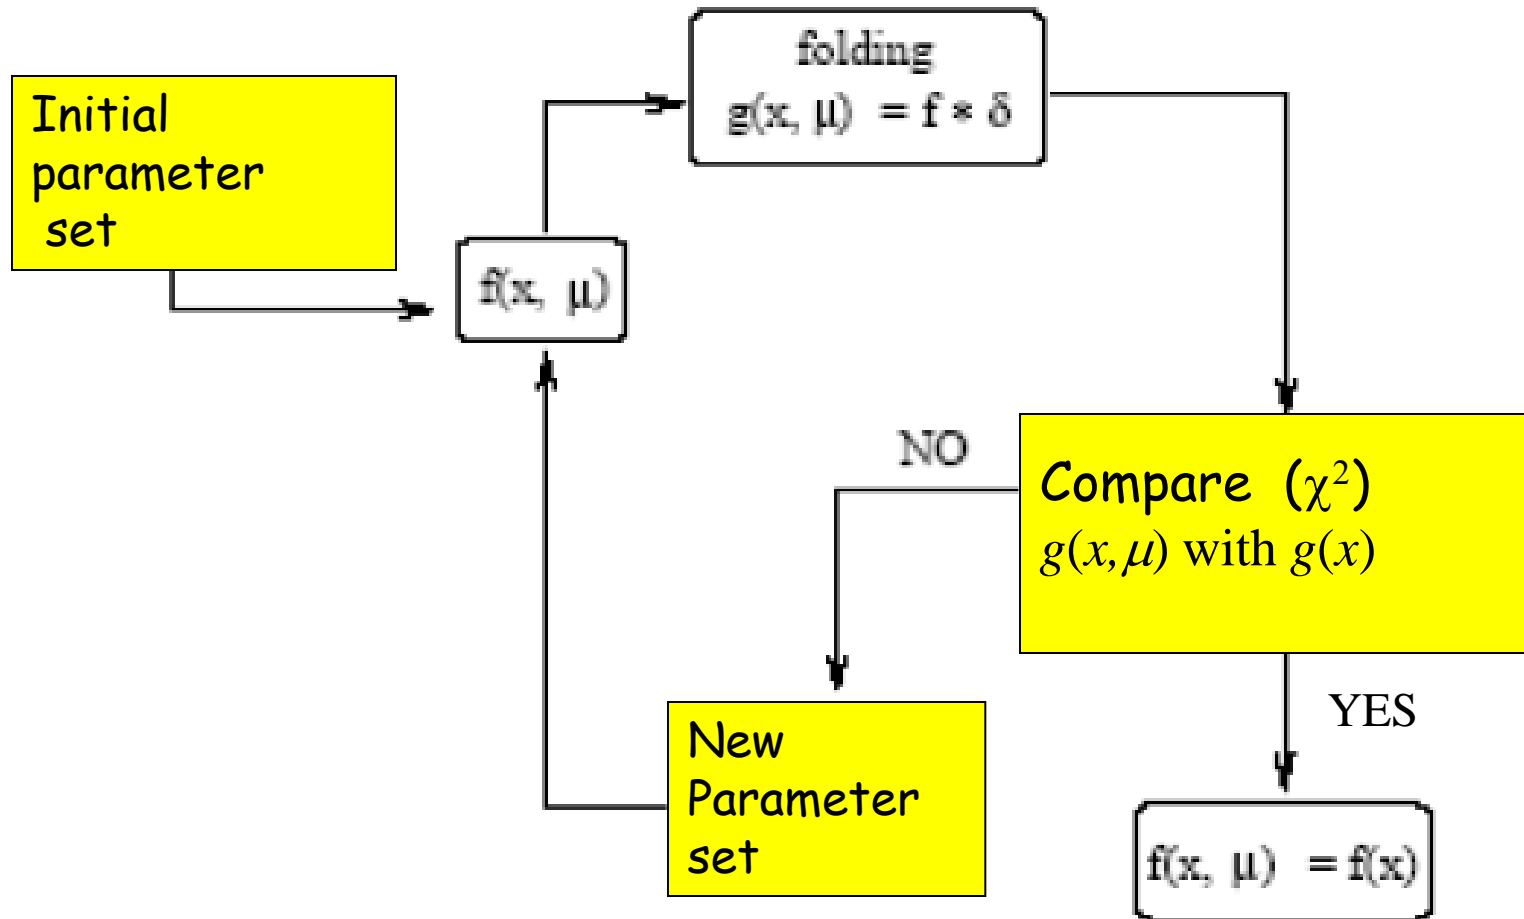 folding
g(x, μ) = f * δ
Initial
parameter
set
f(x, μ)
NO
Compare (χ²)
g(x,μ) with g(x)
YES
New
Parameter
set
f(x, μ) = f(x)